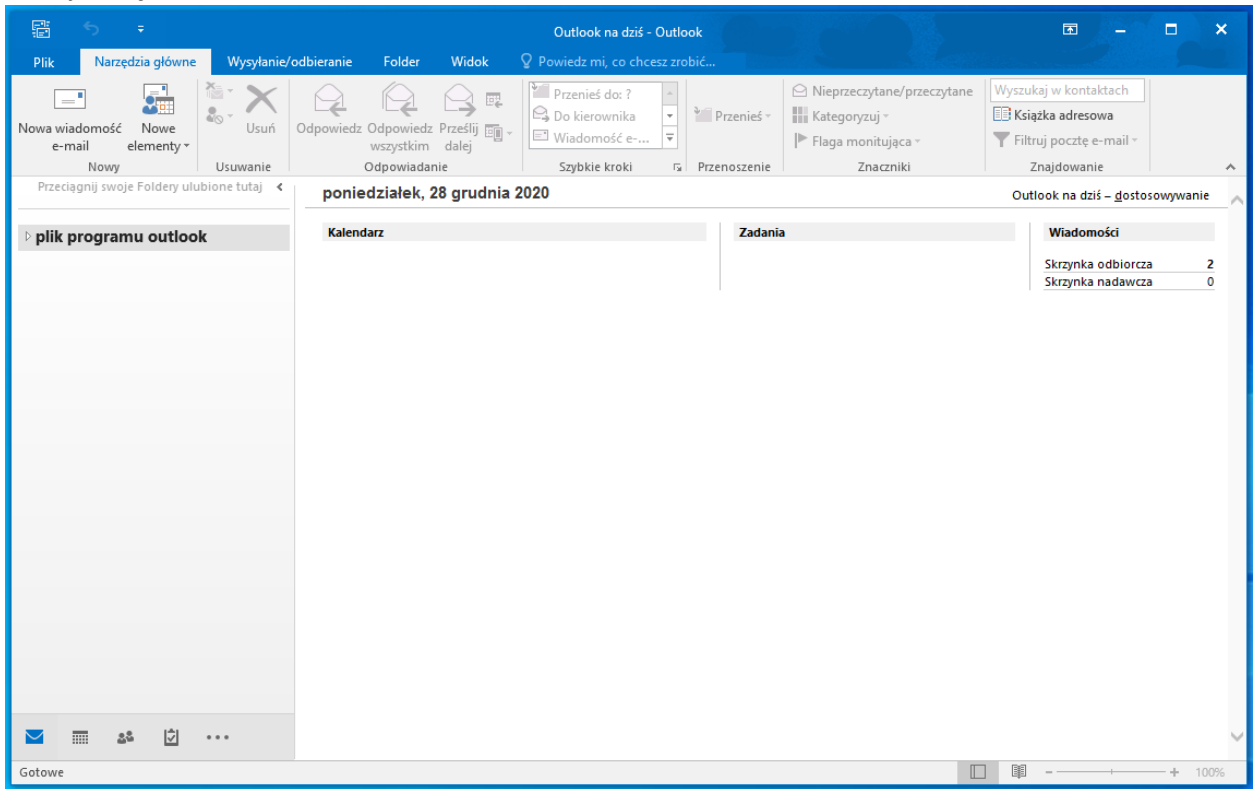 Outlook na dziś - Outlook
Plik Narzędzia główne Wysyłanie/odbieranie Folder Widok Powiedz mi, co chcesz zrobić...
Nowa wiadomość e-mail
Nowe elementy
Nowy
Usuń
Usuwanie
Odpowiedz
Odpowiedz wszystkim
Prześlij dalej
Odpowiadanie
Przenieś do: ?
Do kierownika
Wiadomość e-...
Szybkie kroki
Przenieś
Przenoszenie
Nieprzeczytane/przeczytane
Kategoryzuj
Flaga monitująca
Znaczniki
Wyszukaj w kontaktach
Książka adresowa
Filtruj pocztę e-mail
Znajdowanie
Przeciągnij swoje Foldery ulubione tutaj
plik programu outlook
poniedziałek, 28 grudnia 2020
Outlook na dziś – dostosowywanie
Kalendarz
Zadania
Wiadomości
Skrzynka odbiorcza 2
Skrzynka nadawcza 0
Gotowe
100%